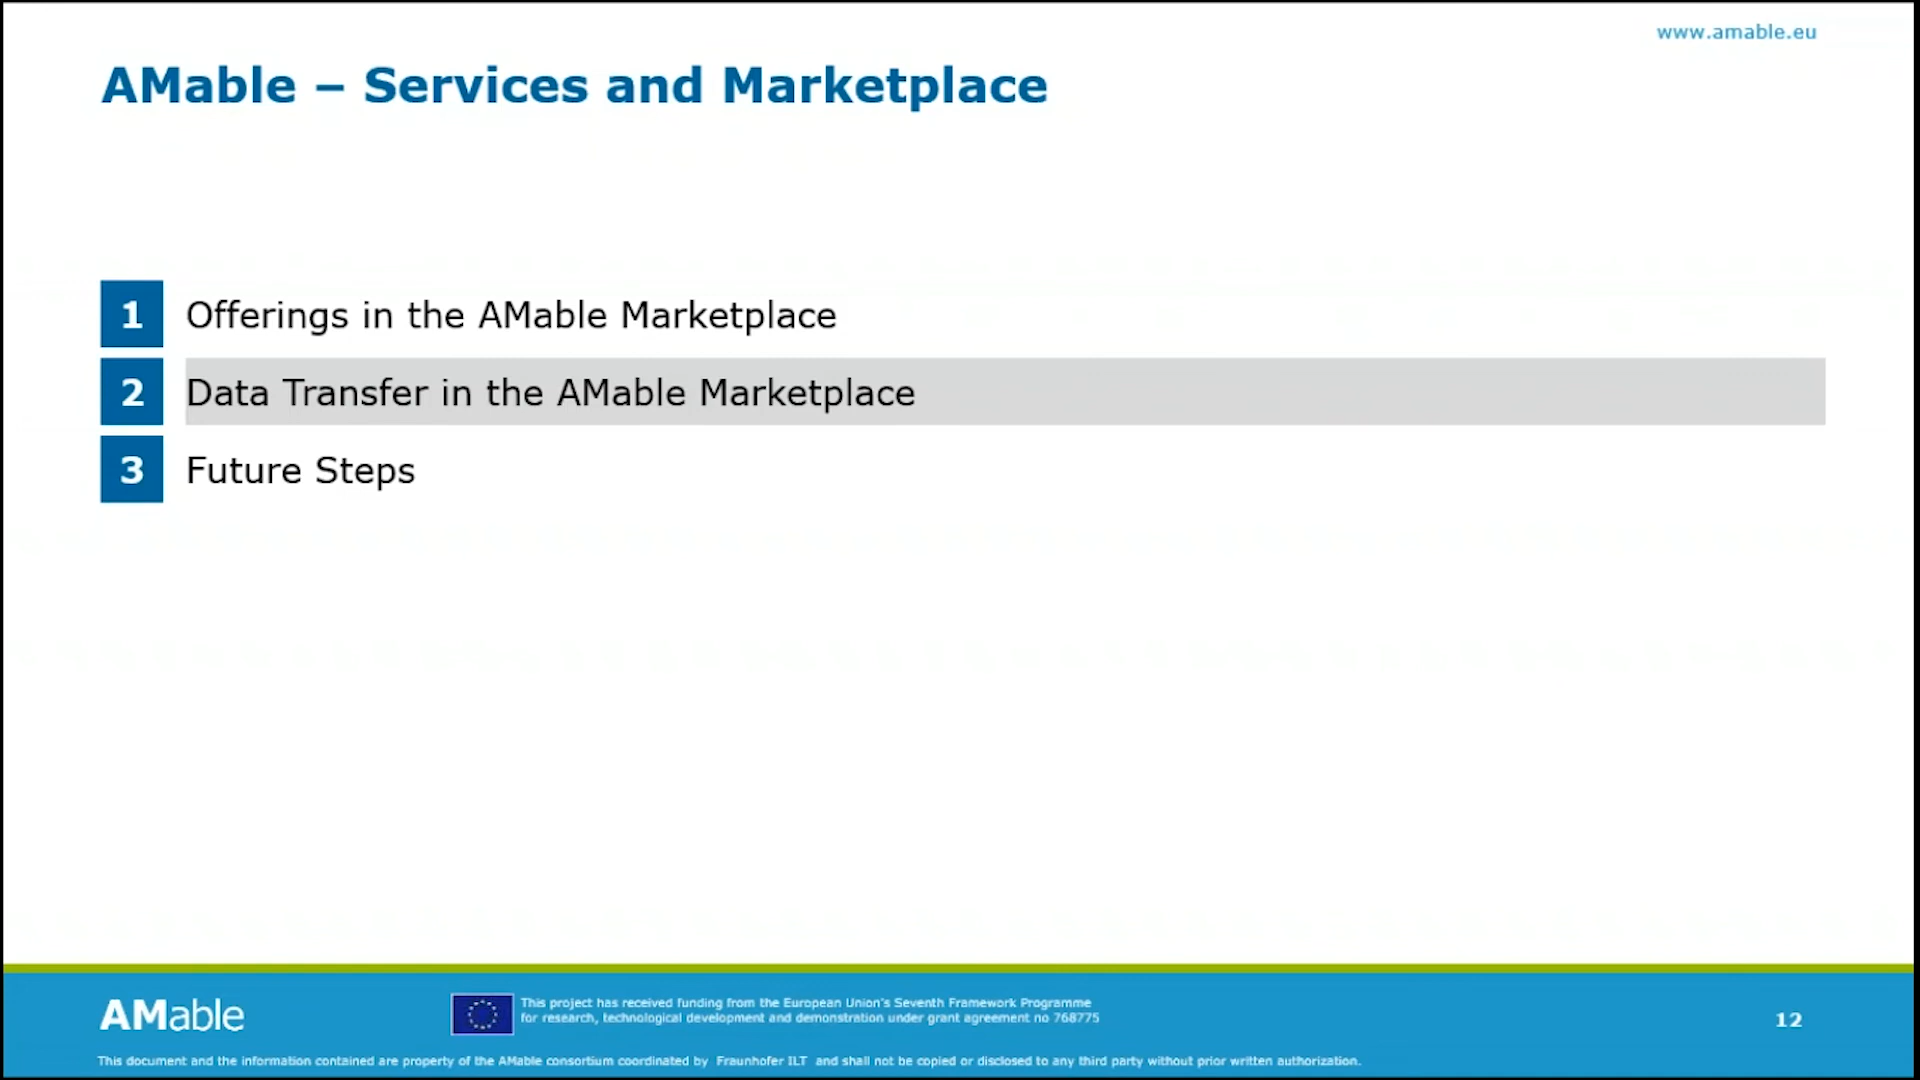 www.amable.eu
AMable – Services and Marketplace
1 Offerings in the AMable Marketplace
2 Data Transfer in the AMable Marketplace
3 Future Steps
AMable
This project has received funding from the European Union's Seventh Framework Programme
for research, technological development and demonstration under grant agreement no 768775
12
This document and the information contained are property of the AMable consortium coordinated by Fraunhofer ILT and shall not be copied or disclosed to any third party without prior written authorization.